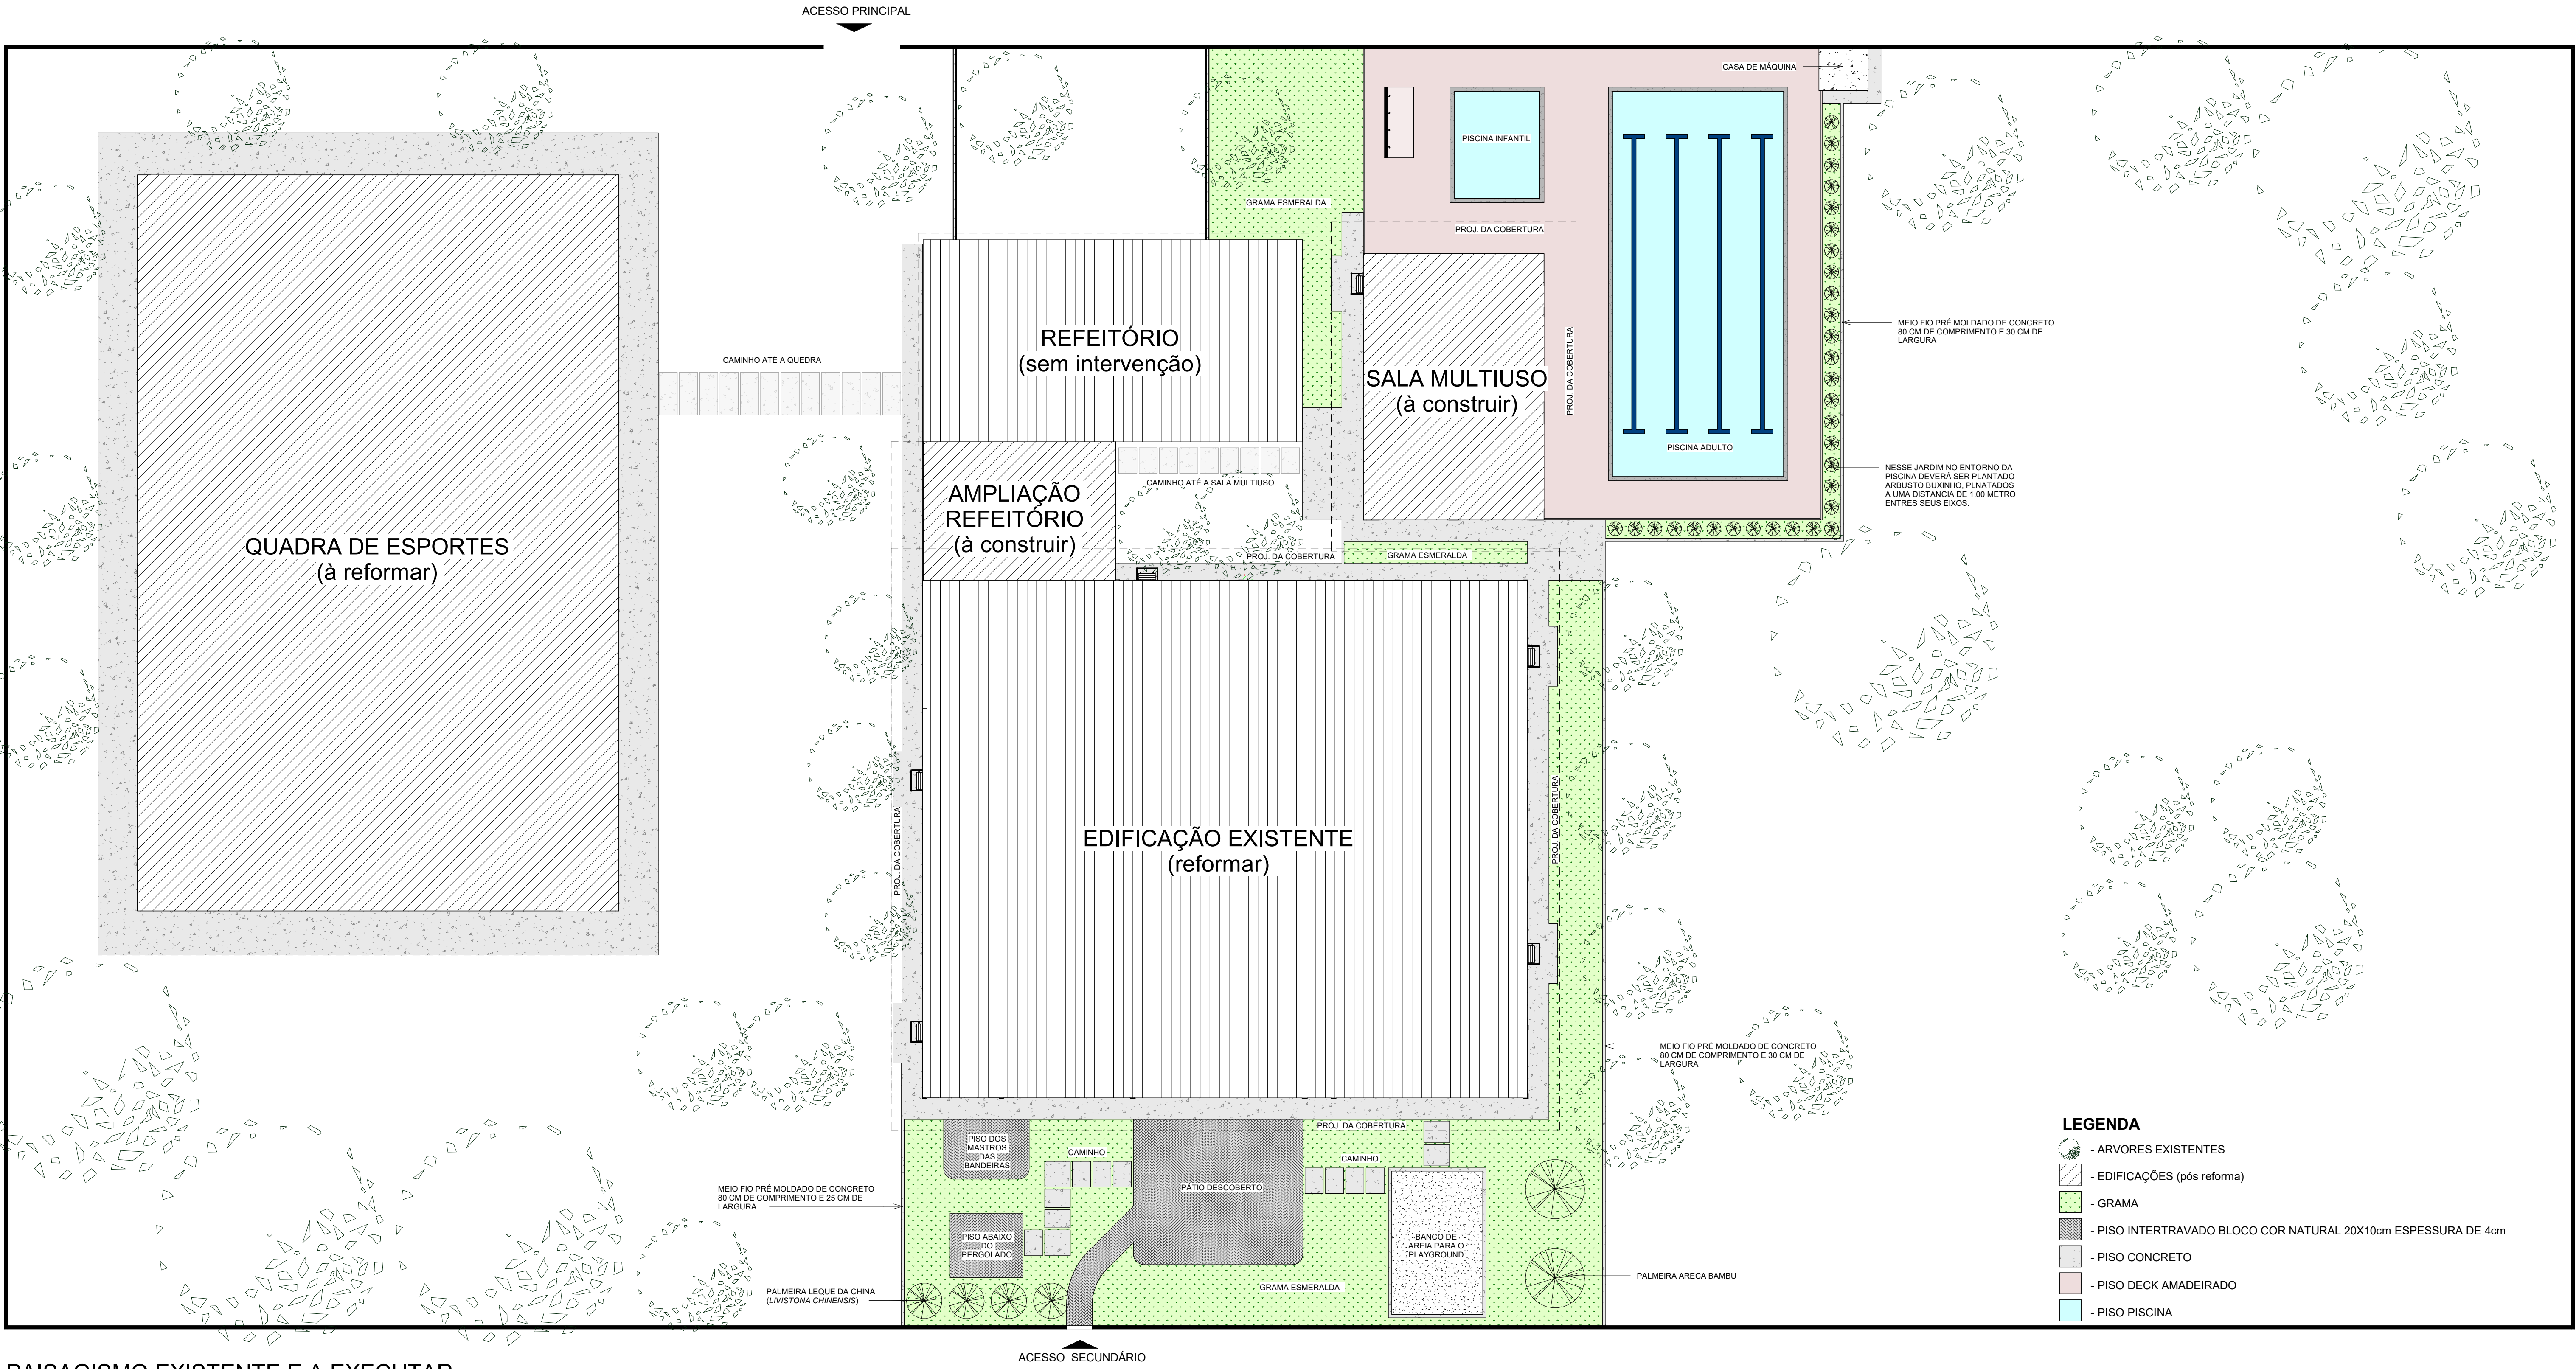 ACESSO PRINCIPAL
CASA DE MÁQUINA
PISCINA INFANTIL
GRAMA ESMERALDA
PROJ. DA COBERTURA
MEIO FIO PRÉ MOLDADO DE CONCRETO
80 CM DE COMPRIMENTO E 30 CM DE
LARGURA
REFEITÓRIO
(sem intervenção)
CAMINHO ATÉ A QUEDRA
PROJ. DA COBERTURA
SALA MULTIUSO
(à construir)
PISCINA ADULTO
NESSE JARDIM NO ENTORNO DA
PISCINA DEVERÁ SER PLANTADO
ARBUSTO BUXINHO, PLNATADOS
A UMA DISTANCIA DE 1.00 METRO
ENTRES SEUS EIXOS.
CAMINHO ATÉ A SALA MULTIUSO
AMPLIAÇÃO
REFEITÓRIO
(à construir)
QUADRA DE ESPORTES
(à reformar)
PROJ. DA COBERTURA
GRAMA ESMERALDA
PROJ. DA COBERTURA
PROJ. DA COBERTURA
EDIFICAÇÃO EXISTENTE
(reformar)
MEIO FIO PRÉ MOLDADO DE CONCRETO
80 CM DE COMPRIMENTO E 30 CM DE
LARGURA
PROJ. DA COBERTURA
PISO DOS
MASTROS
DAS
BANDEIRAS
CAMINHO
CAMINHO
PÁTIO DESCOBERTO
MEIO FIO PRÉ MOLDADO DE CONCRETO
80 CM DE COMPRIMENTO E 25 CM DE
LARGURA
PISO ABAIXO
DO
PERGOLADO
BANCO DE
AREIA PARA O
PLAYGROUND
PALMEIRA ARECA BAMBU
GRAMA ESMERALDA
PALMEIRA LEQUE DA CHINA
(LIVISTONA CHINENSIS)
LEGENDA
- ARVORES EXISTENTES
- EDIFICAÇÕES (pós reforma)
- GRAMA
- PISO INTERTRAVADO BLOCO COR NATURAL 20X10cm ESPESSURA DE 4cm
- PISO CONCRETO
- PISO DECK AMADEIRADO
- PISO PISCINA
ACESSO SECUNDÁRIO
PAISAGISMO EXISTENTE E A EXECUTAR